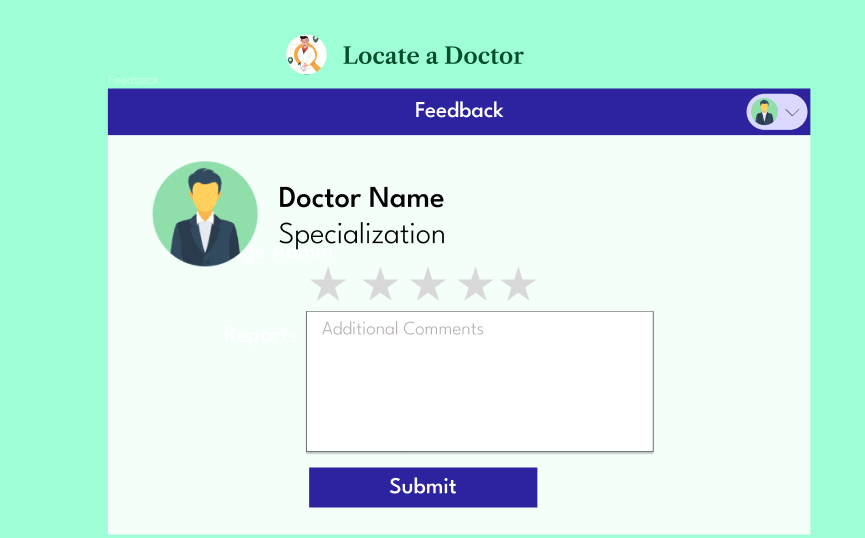 Locate a Doctor
Feedback
Feedback
Doctor Name
Specialization
Additional Comments
Reports
Submit